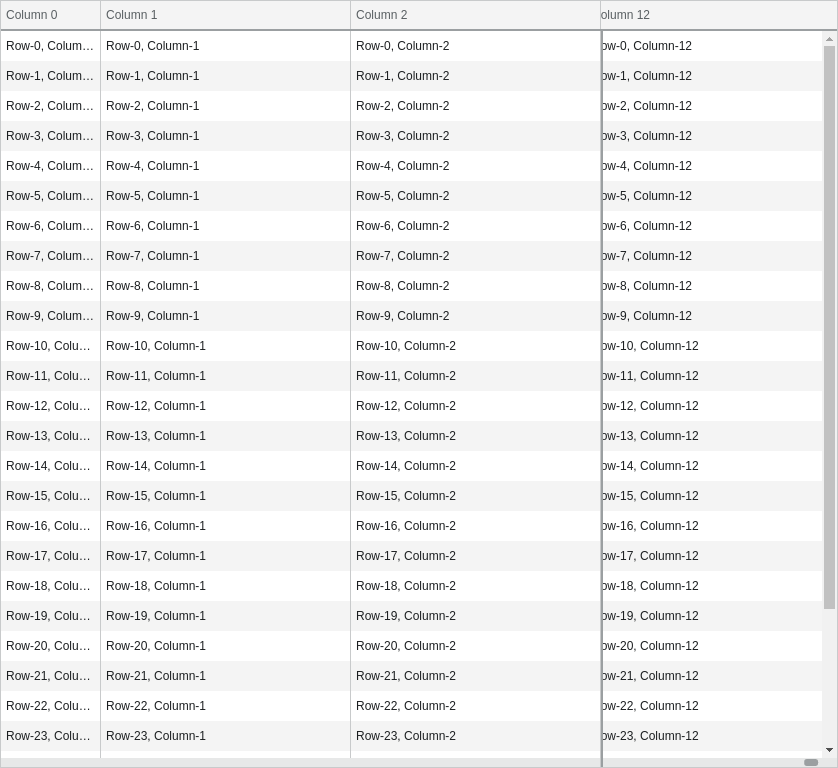 Column 0 Column 1 Column 2 olumn 12
Row-0, Colum... Row-0, Column-1 Row-0, Column-2 ow-0, Column-12
Row-1, Colum... Row-1, Column-1 Row-1, Column-2 ow-1, Column-12
Row-2, Colum... Row-2, Column-1 Row-2, Column-2 ow-2, Column-12
Row-3, Colum... Row-3, Column-1 Row-3, Column-2 ow-3, Column-12
Row-4, Colum... Row-4, Column-1 Row-4, Column-2 ow-4, Column-12
Row-5, Colum... Row-5, Column-1 Row-5, Column-2 ow-5, Column-12
Row-6, Colum... Row-6, Column-1 Row-6, Column-2 ow-6, Column-12
Row-7, Colum... Row-7, Column-1 Row-7, Column-2 ow-7, Column-12
Row-8, Colum... Row-8, Column-1 Row-8, Column-2 ow-8, Column-12
Row-9, Colum... Row-9, Column-1 Row-9, Column-2 ow-9, Column-12
Row-10, Colu... Row-10, Column-1 Row-10, Column-2 ow-10, Column-12
Row-11, Colu... Row-11, Column-1 Row-11, Column-2 ow-11, Column-12
Row-12, Colu... Row-12, Column-1 Row-12, Column-2 ow-12, Column-12
Row-13, Colu... Row-13, Column-1 Row-13, Column-2 ow-13, Column-12
Row-14, Colu... Row-14, Column-1 Row-14, Column-2 ow-14, Column-12
Row-15, Colu... Row-15, Column-1 Row-15, Column-2 ow-15, Column-12
Row-16, Colu... Row-16, Column-1 Row-16, Column-2 ow-16, Column-12
Row-17, Colu... Row-17, Column-1 Row-17, Column-2 ow-17, Column-12
Row-18, Colu... Row-18, Column-1 Row-18, Column-2 ow-18, Column-12
Row-19, Colu... Row-19, Column-1 Row-19, Column-2 ow-19, Column-12
Row-20, Colu... Row-20, Column-1 Row-20, Column-2 ow-20, Column-12
Row-21, Colu... Row-21, Column-1 Row-21, Column-2 ow-21, Column-12
Row-22, Colu... Row-22, Column-1 Row-22, Column-2 ow-22, Column-12
Row-23, Colu... Row-23, Column-1 Row-23, Column-2 ow-23, Column-12